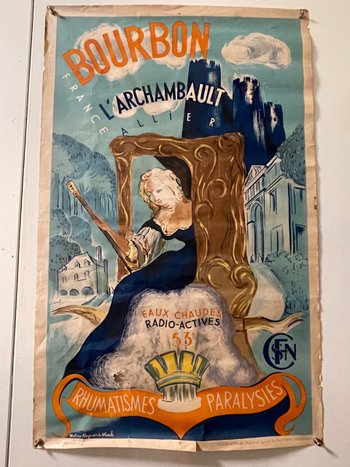 BOURBON
L'ARCHAMBAULT
FRANCE
ALLIER
EAUX CHAUDES
RADIO-ACTIVES
53°
SNCF
RHUMATISMES
PARALYSIES